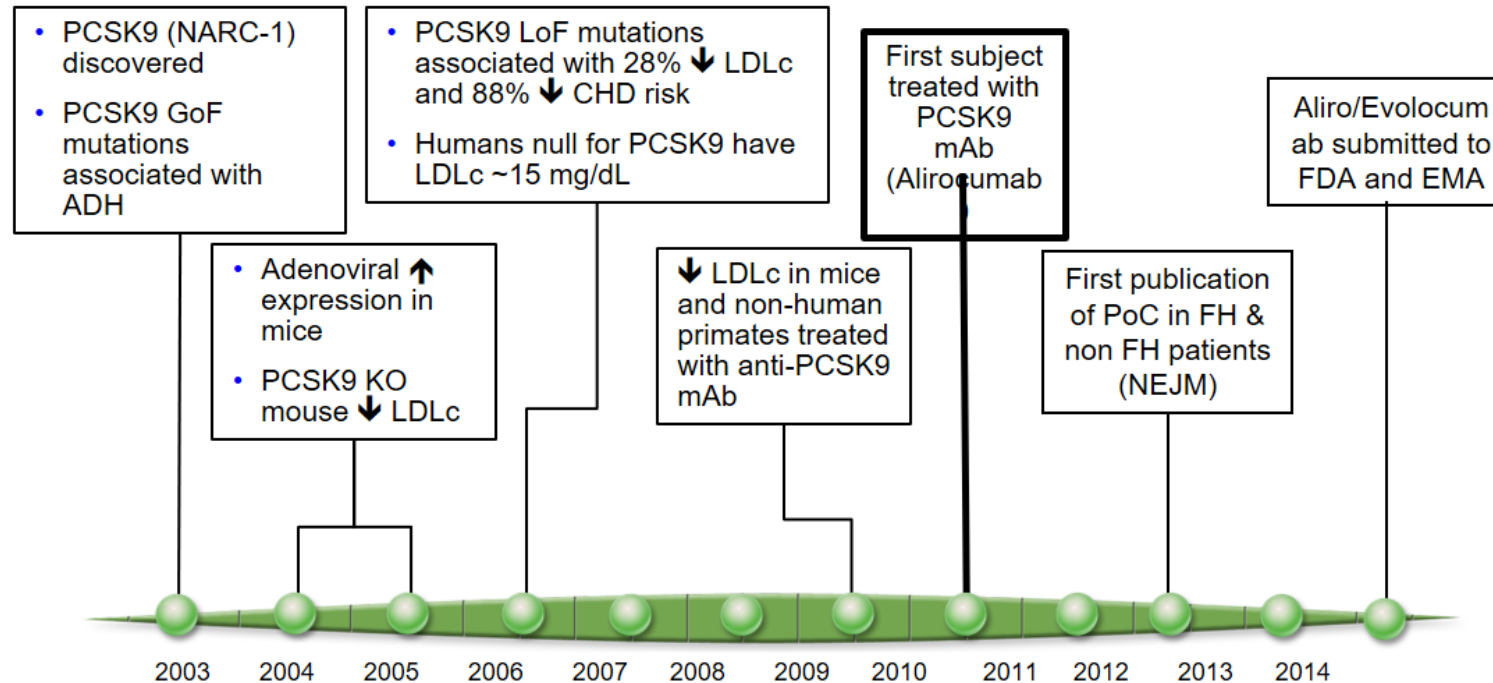 • PCSK9 (NARC-1)
discovered
• PCSK9 GoF
mutations
associated with
ADH
• Adenoviral ↑
expression in
mice
• PCSK9 KO
mouse ↓ LDLc
• PCSK9 LoF mutations
associated with 28% ↓ LDLc
and 88% ↓ CHD risk
• Humans null for PCSK9 have
LDLc ~15 mg/dL
↓ LDLc in mice
and non-human
primates treated
with anti-PCSK9
mAb
First subject
treated with
PCSK9
mAb
(Alirocumab
)
First publication
of PoC in FH &
non FH patients
(NEJM)
Aliro/Evolocum
ab submitted to
FDA and EMA
2003 2004 2005 2006 2007 2008 2009 2010 2011 2012 2013 2014